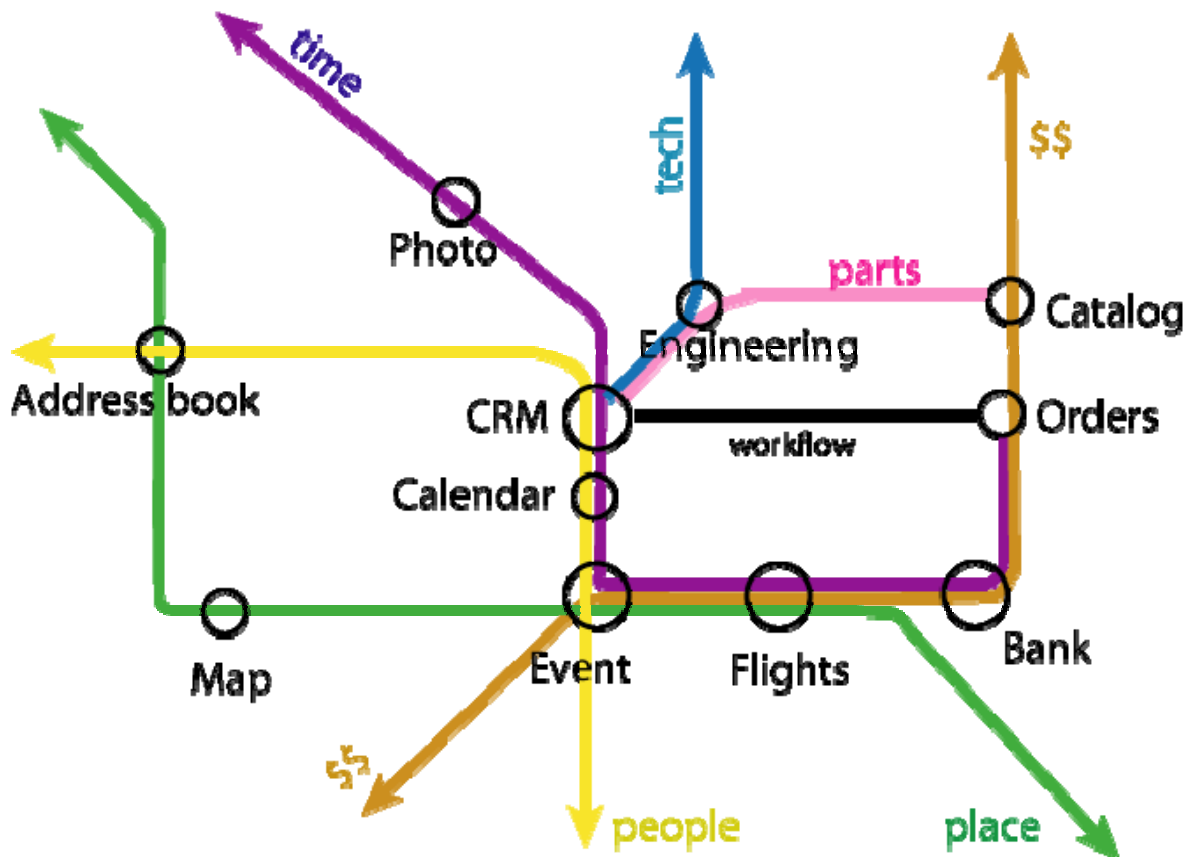 time
tech
$$
Photo
parts
Catalog
Engineering
Address book
CRM
Orders
workflow
Calendar
Event
Flights
Bank
Map
$$
people
place